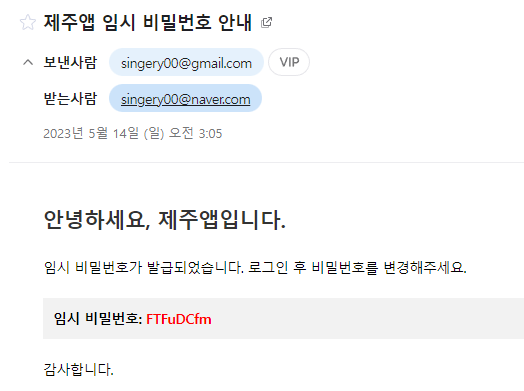 제주앱 임시 비밀번호 안내
보낸사람 singery00@gmail.com VIP
받는사람 singery00@naver.com
2023년 5월 14일 (일) 오전 3:05
안녕하세요, 제주앱입니다.
임시 비밀번호가 발급되었습니다. 로그인 후 비밀번호를 변경해주세요.
임시 비밀번호: FTFuDCfm
감사합니다.